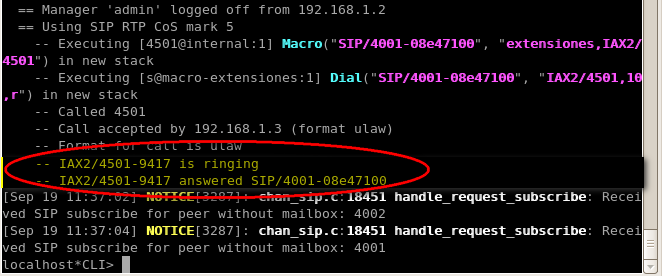 == Manager 'aip' logged off from 192.168.1.2
== Using SIP RTP CoS mark 5
-- Executing [4501@internal:1] Macro("SIP/4001-08e47100", "extensiones,IAX2/
4501") in new stack
-- Executing [s@macro-extensiones:1] Dial("SIP/4001-08e47100", "IAX2/4501,10
,r") in new stack
-- Called 4501
-- Call accepted by 192.168.1.3 (format ulaw)
-- Format for call is ulaw
-- IAX2/4501-9417 is ringing
-- IAX2/4501-9417 answered SIP/4001-08e47100
[Sep 19 11:37:02] NOTICE[3287]: chan_sip.c:18451 handle_request_subscribe: Recei
ved SIP subscribe for peer without mailbox: 4002
[Sep 19 11:37:04] NOTICE[3287]: chan_sip.c:18451 handle_request_subscribe: Recei
ved SIP subscribe for peer without mailbox: 4001
localhost*CLI>